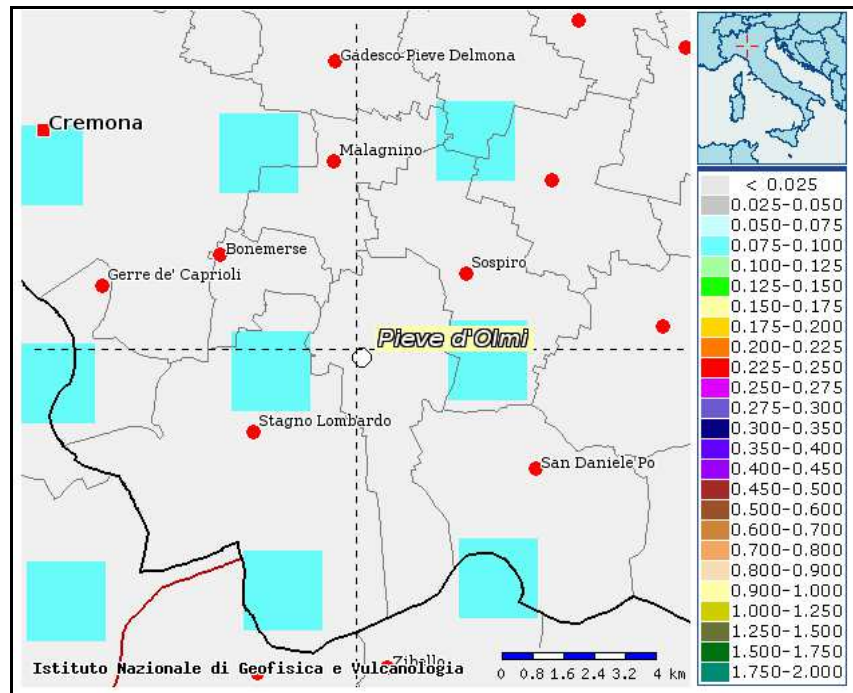 Gadesco-Pieve Delmona
Cremona
Malagnino
Bonemerse
Sospiro
Gerre de' Caprioli
Pieve d'Olmi
Stagno Lombardo
San Daniele Po
Zibello
Istituto Nazionale di Geofisica e Vulcanologia
0 0.8 1.6 2.4 3.2 4 km
< 0.025
0.025-0.050
0.050-0.075
0.075-0.100
0.100-0.125
0.125-0.150
0.150-0.175
0.175-0.200
0.200-0.225
0.225-0.250
0.250-0.275
0.275-0.300
0.300-0.350
0.350-0.400
0.400-0.450
0.450-0.500
0.500-0.600
0.600-0.700
0.700-0.800
0.800-0.900
0.900-1.000
1.000-1.250
1.250-1.500
1.500-1.750
1.750-2.000